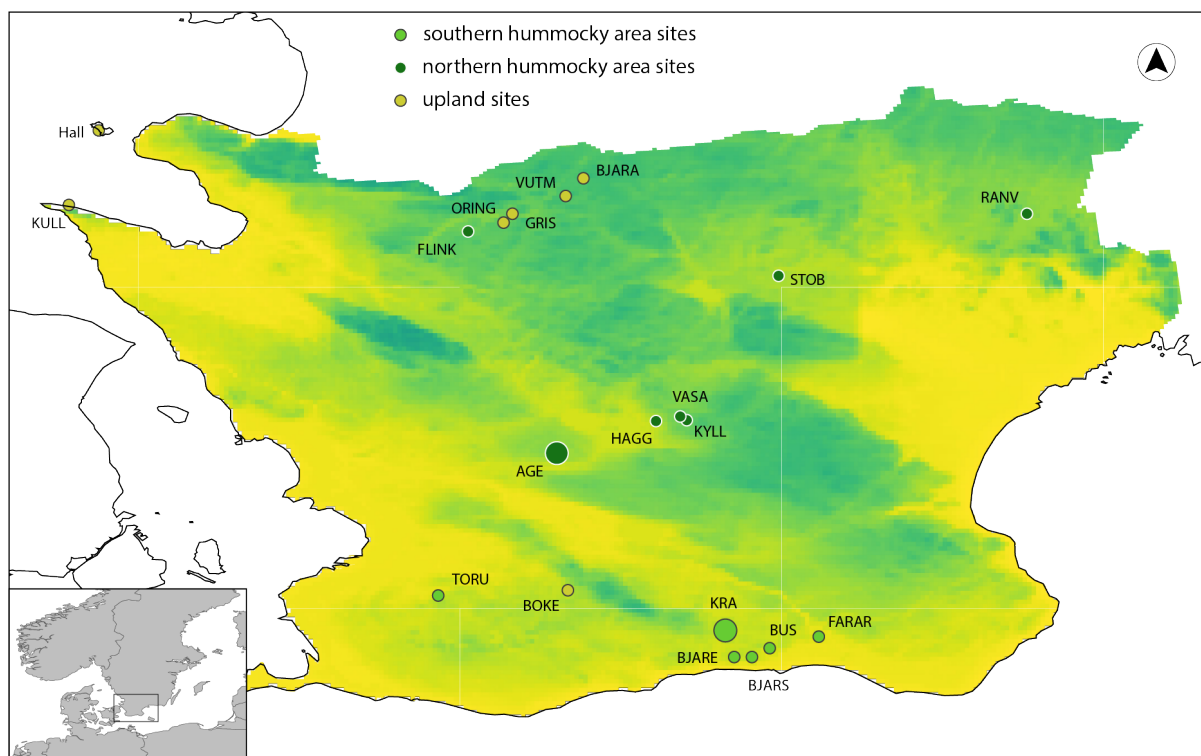 southern hummocky area sites
northern hummocky area sites
upland sites
Hall
BJARA
VUTM
KULL
ORING
GRIS
RANV
FLINK
STOB
VASA
HAGG
KYLL
AGE
TORU
BOKE
KRA
FARAR
BUS
BJARE
BJARS